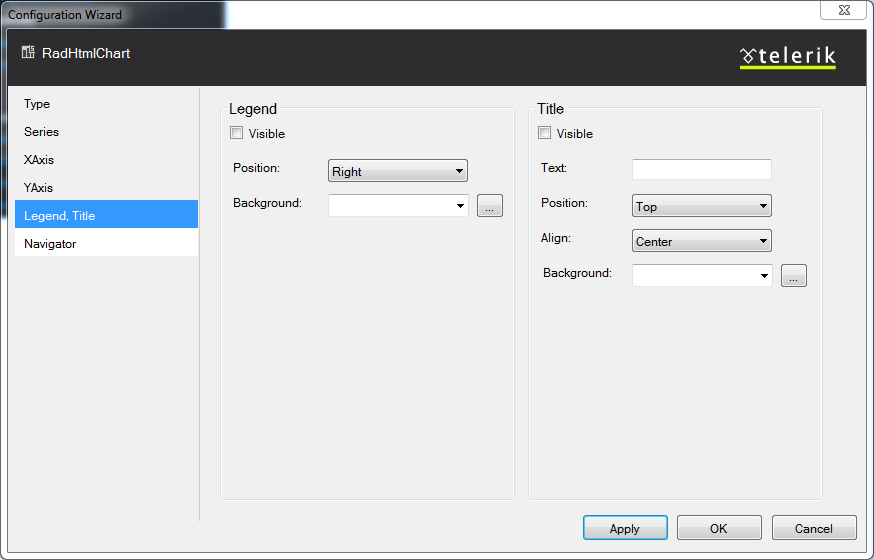 Configuration Wizard
RadHtmlChart
telerik
Type
Series
XAxis
YAxis
Legend, Title
Navigator
Legend
Visible
Position: Right
Background: ...
Title
Visible
Text:
Position: Top
Align: Center
Background: ...
Apply OK Cancel